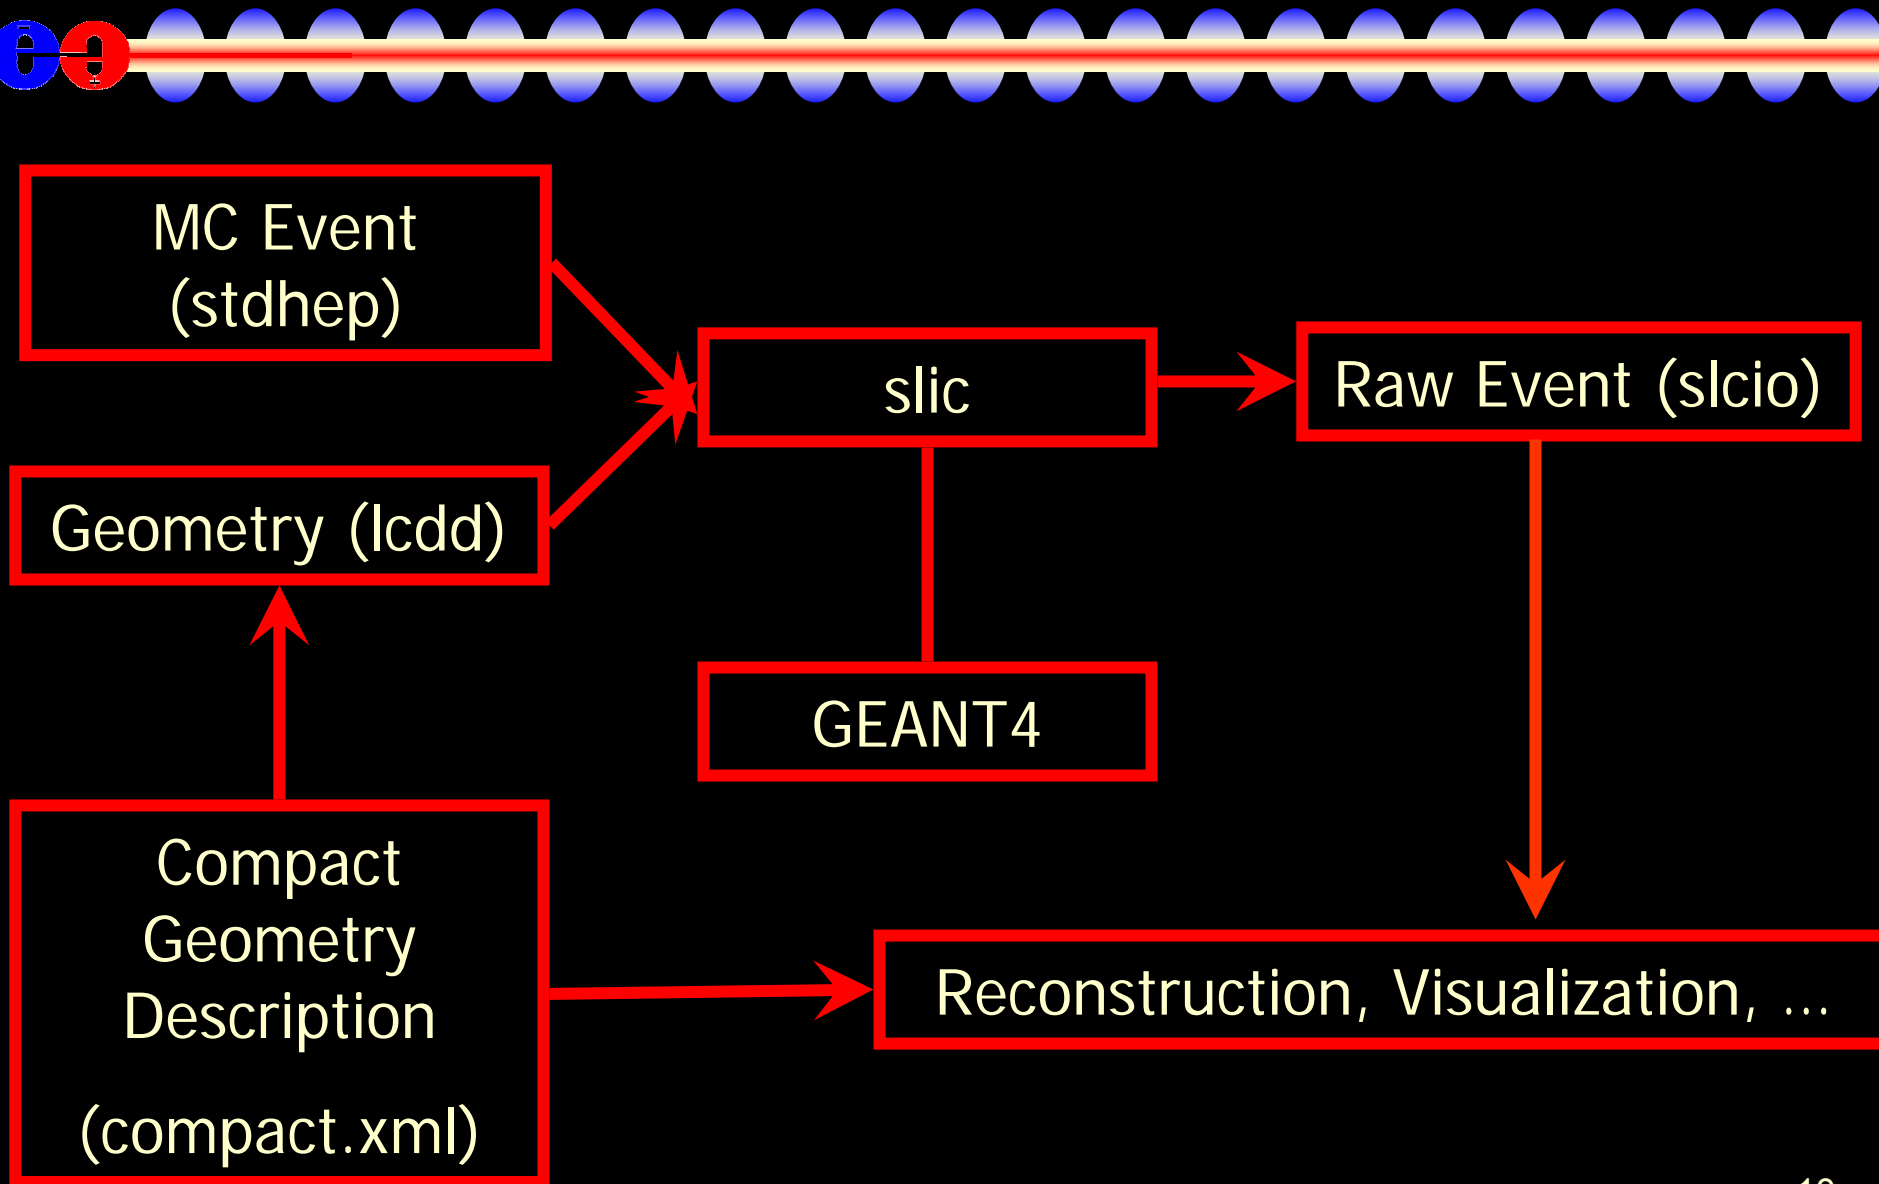 MC Event
(stdhep)
slic
Raw Event (slcio)
Geometry (lcdd)
GEANT4
Compact
Geometry
Description
(compact.xml)
Reconstruction, Visualization, ...